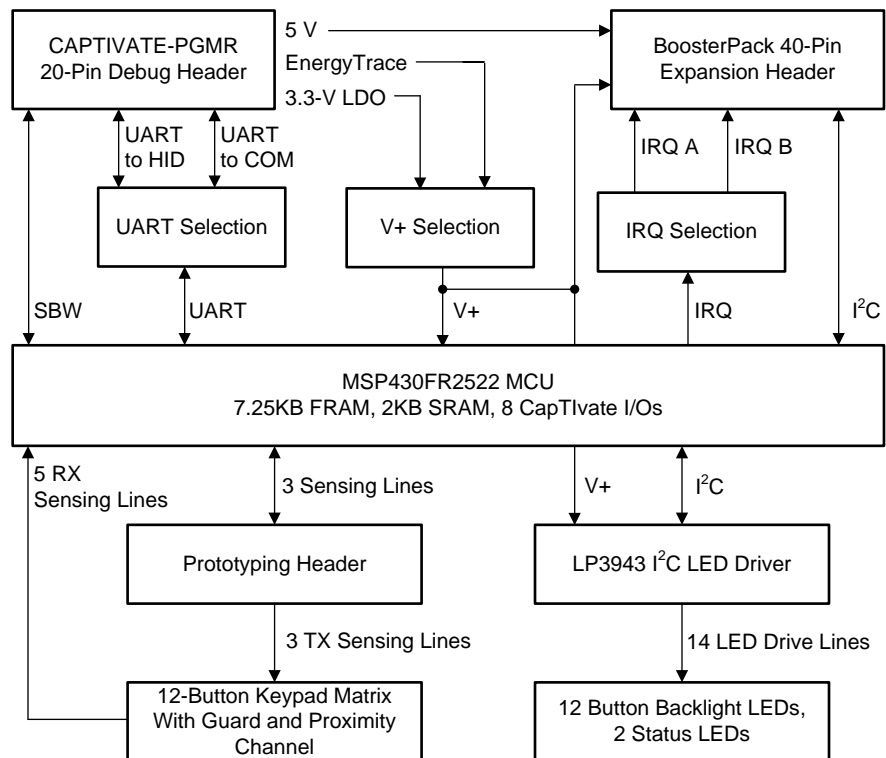 CAPTIVATE-PGMR
20-Pin Debug Header
5 V
EnergyTrace
3.3-V LDO
BoosterPack 40-Pin
Expansion Header
UART
to HID
UART
to COM
IRQ A
IRQ B
UART Selection
V+ Selection
IRQ Selection
SBW
UART
V+
IRQ
I²C
MSP430FR2522 MCU
7.25KB FRAM, 2KB SRAM, 8 CapTIvate I/Os
5 RX
Sensing Lines
3 Sensing Lines
V+
I²C
Prototyping Header
LP3943 I²C LED Driver
3 TX Sensing Lines
14 LED Drive Lines
12-Button Keypad Matrix
With Guard and Proximity
Channel
12 Button Backlight LEDs,
2 Status LEDs